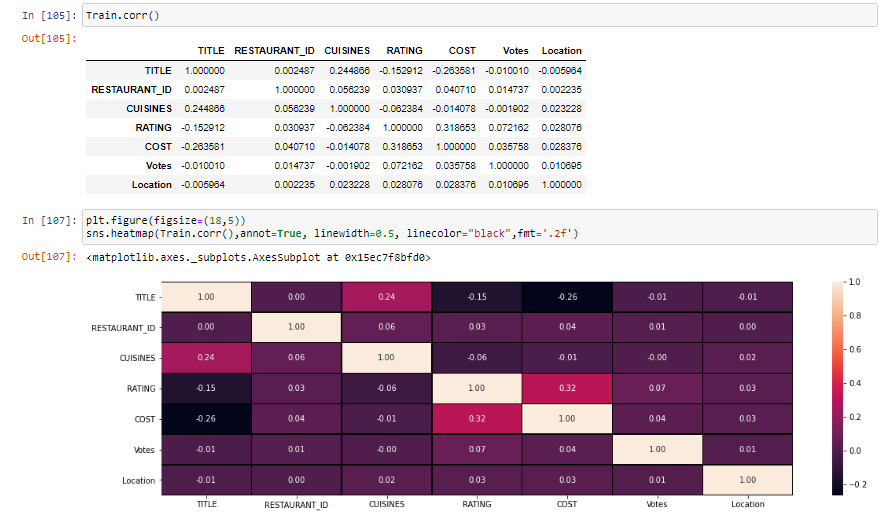 In [105]: Train.corr()
Out[105]:
TITLE RESTAURANT_ID CUISINES RATING COST Votes Location
TITLE 1.000000 0.002487 0.244866 -0.152912 -0.263581 -0.010010 -0.005964
RESTAURANT_ID 0.002487 1.000000 0.056239 0.030937 0.040710 0.014737 0.002235
CUISINES 0.244866 0.056239 1.000000 -0.062384 -0.014078 -0.001902 0.023228
RATING -0.152912 0.030937 -0.062384 1.000000 0.318653 0.072162 0.028076
COST -0.263581 0.040710 -0.014078 0.318653 1.000000 0.035758 0.028376
Votes -0.010010 0.014737 -0.001902 0.072162 0.035758 1.000000 0.010695
Location -0.005964 0.002235 0.023228 0.028076 0.028376 0.010695 1.000000
In [107]: plt.figure(figsize=(18,5))
sns.heatmap(Train.corr(),annot=True, linewidth=0.5, linecolor="black",fmt='.2f')
Out[107]: <matplotlib.axes._subplots.AxesSubplot at 0x15ec7f8bfd0>
TITLE 1.00 0.00 0.24 -0.15 -0.26 -0.01 -0.01
RESTAURANT_ID 0.00 1.00 0.06 0.03 0.04 0.01 0.00
CUISINES 0.24 0.06 1.00 -0.06 -0.01 -0.00 0.02
RATING -0.15 0.03 -0.06 1.00 0.32 0.07 0.03
COST -0.26 0.04 -0.01 0.32 1.00 0.04 0.03
Votes -0.01 0.01 -0.00 0.07 0.04 1.00 0.01
Location -0.01 0.00 0.02 0.03 0.03 0.01 1.00
TITLE RESTAURANT_ID CUISINES RATING COST Votes Location
1.0
0.8
0.6
0.4
0.2
0.0
-0.2